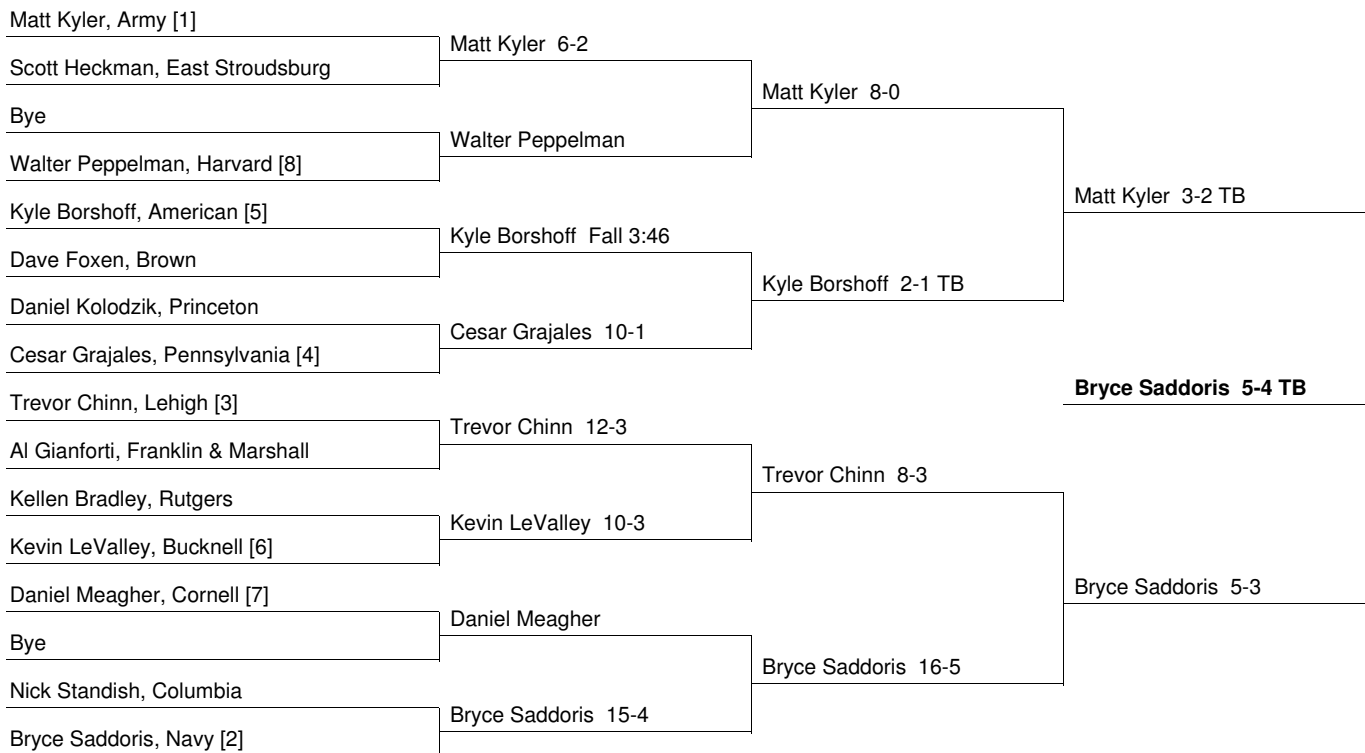 Matt Kyler, Army [1]
Scott Heckman, East Stroudsburg
Bye
Walter Peppelman, Harvard [8]
Kyle Borshoff, American [5]
Dave Foxen, Brown
Daniel Kolodzik, Princeton
Cesar Grajales, Pennsylvania [4]
Trevor Chinn, Lehigh [3]
Al Gianforti, Franklin & Marshall
Kellen Bradley, Rutgers
Kevin LeValley, Bucknell [6]
Daniel Meagher, Cornell [7]
Bye
Nick Standish, Columbia
Bryce Saddoris, Navy [2]
Matt Kyler 6-2
Walter Peppelman
Kyle Borshoff Fall 3:46
Cesar Grajales 10-1
Trevor Chinn 12-3
Kevin LeValley 10-3
Daniel Meagher
Bryce Saddoris 15-4
Matt Kyler 8-0
Kyle Borshoff 2-1 TB
Trevor Chinn 8-3
Bryce Saddoris 16-5
Matt Kyler 3-2 TB
Bryce Saddoris 5-4 TB
Bryce Saddoris 5-3